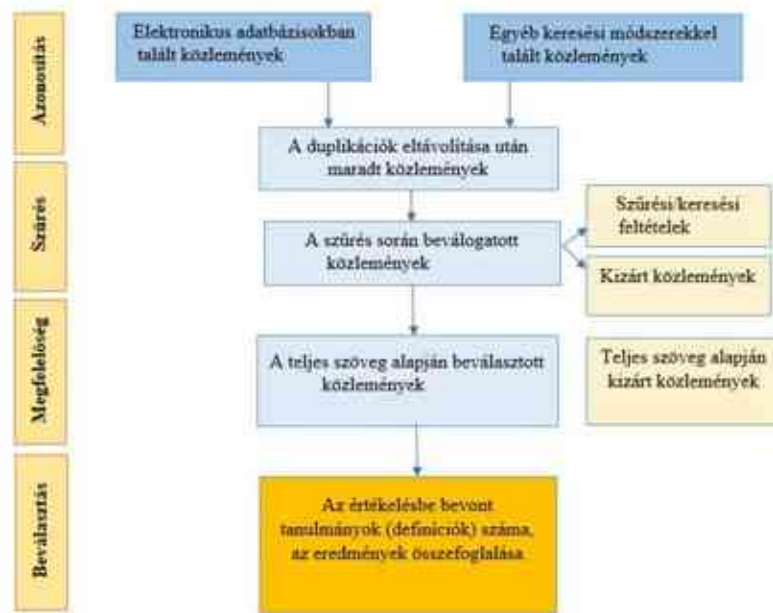 Azonosítás
Elektronikus adatbázisokban
talált közlemények
Egyéb keresési módszerekkel
talált közlemények
A duplikációk eltávolítása után
maradt közlemények
Szűrés
A szűrés során beválogatott
közlemények
Szűrési/keresési
feltételek
Kizárt közlemények
Megfelelőség
A teljes szöveg alapján beválasztott
közlemények
Teljes szöveg alapján
kizárt közlemények
Beválasztás
Az értékelésbe bevont
tanulmányok (definíciók) száma,
az eredmények összefoglalása